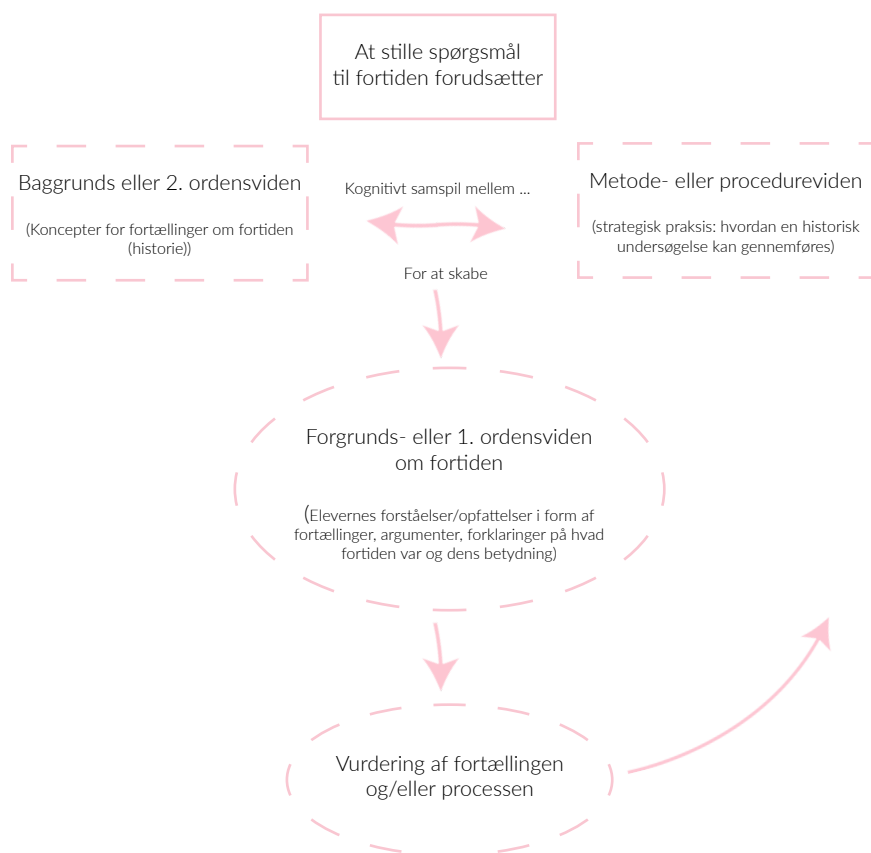 At stille spørgsmål
til fortiden forudsætter
Baggrunds eller 2. ordensviden
(Koncepter for fortællinger om fortiden
(historie))
Kognitivt samspil mellem ...
For at skabe
Metode- eller procedureviden
(strategisk praksis: hvordan en historisk
undersøgelse kan gennemføres)
Forgrunds- eller 1. ordensviden
om fortiden
(Elevernes forståelser/opfattelser i form af
fortællinger, argumenter, forklaringer på hvad
fortiden var og dens betydning)
Vurdering af fortællingen
og/eller processen